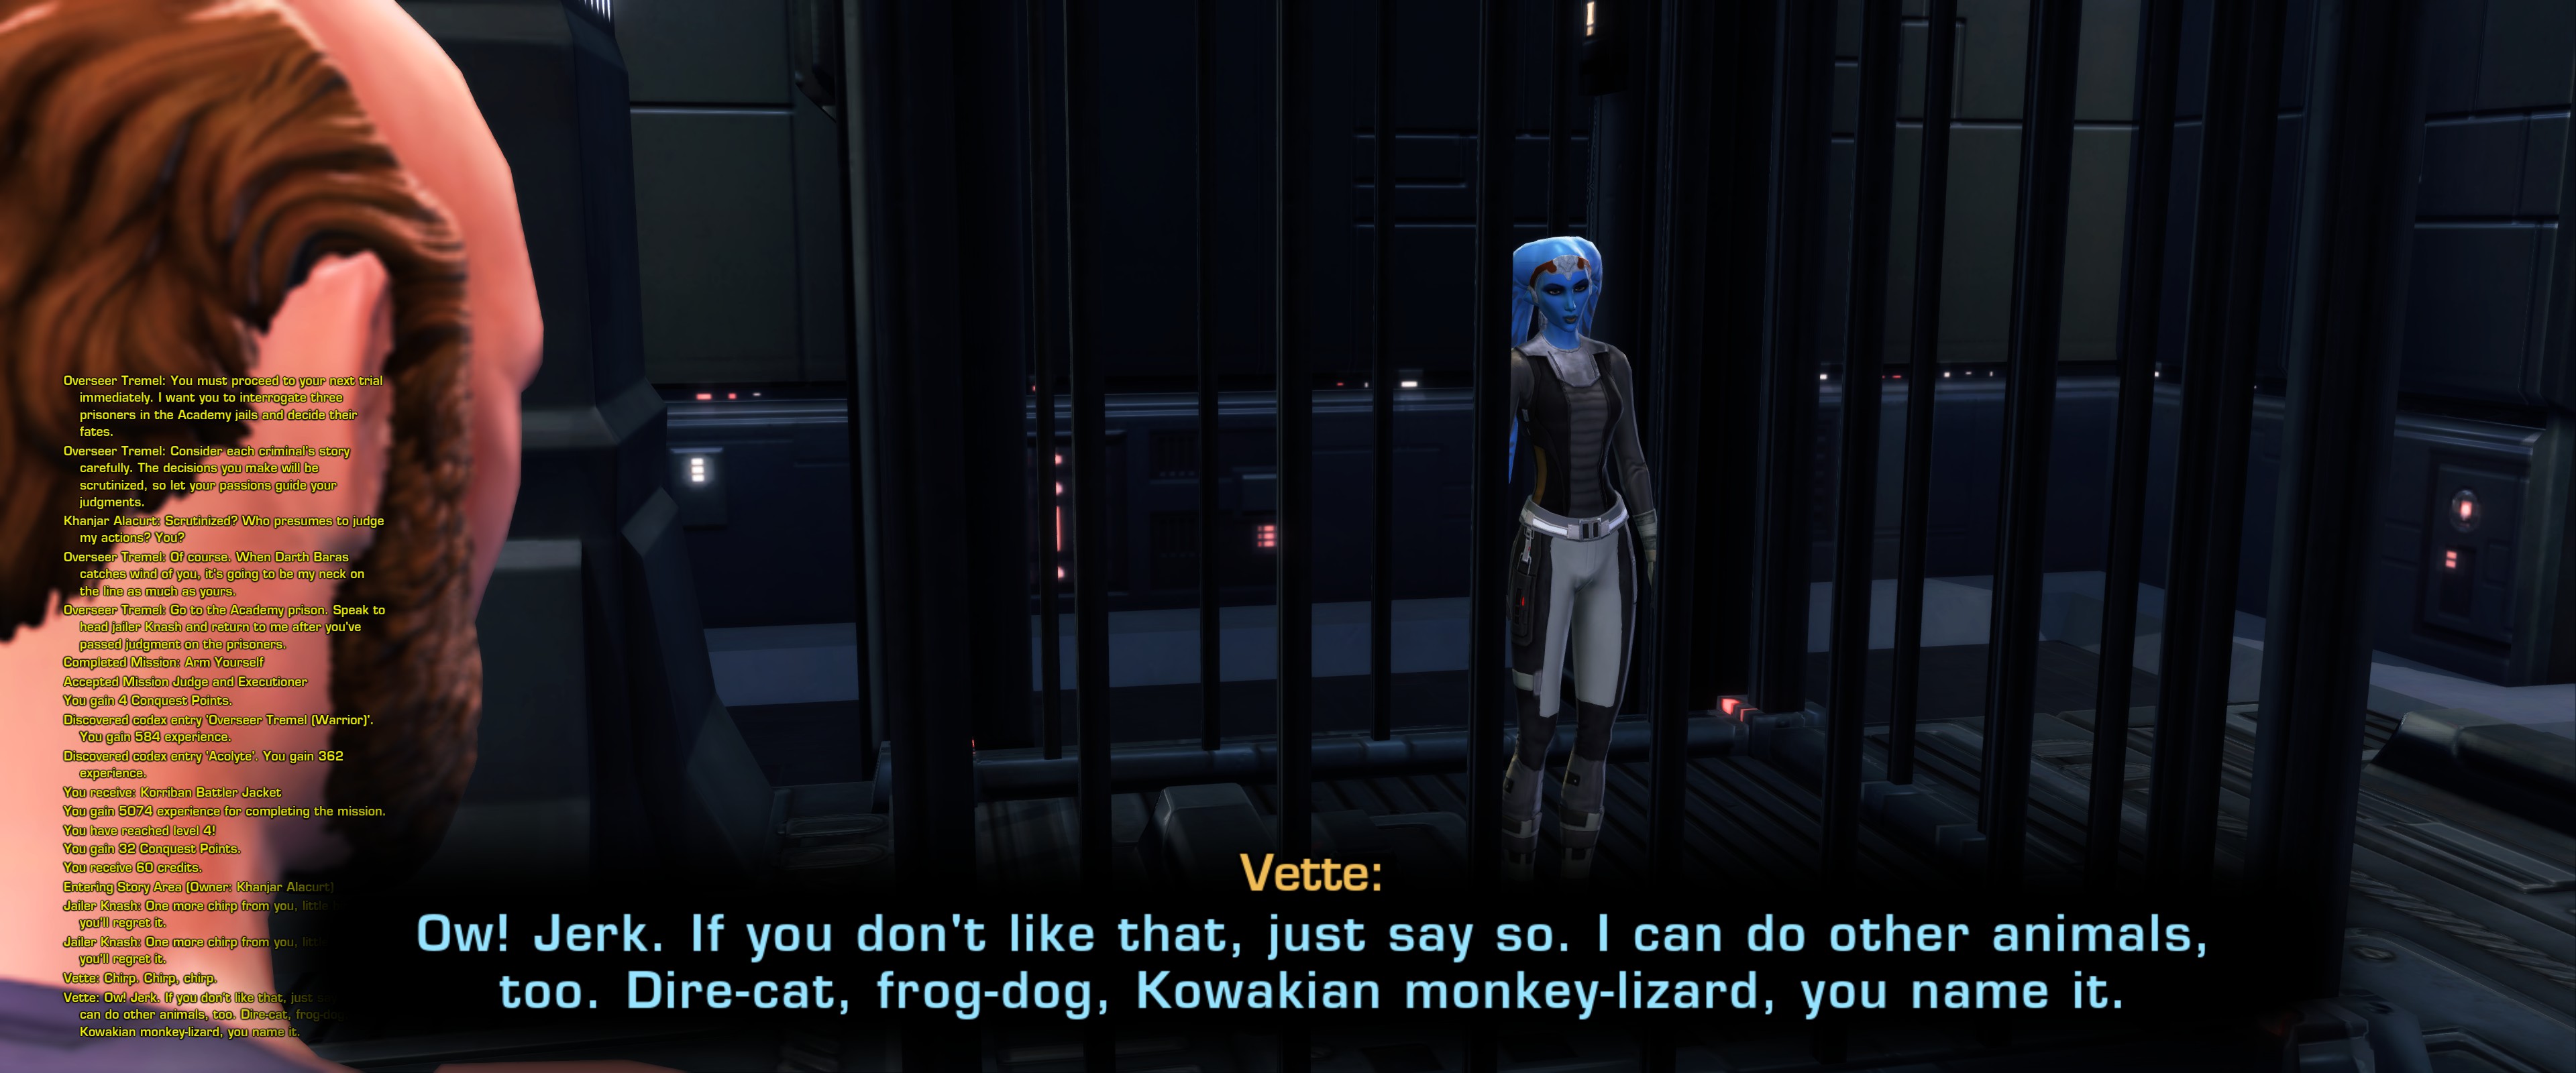 Overseer Tremel: You must proceed to your next trial
immediately. I want you to interrogate three
prisoners in the Academy jails and decide their
fates.
Overseer Tremel: Consider each criminal's story
carefully. The decisions you make will be
scrutinized, so let your passions guide your
judgments.
Khanjar Alacurt: Scrutinized? Who presumes to judge
my actions? You?
Overseer Tremel: Of course. When Darth Baras
catches wind of you, it's going to be my neck on
the line as much as yours.
Overseer Tremel: Go to the Academy prison. Speak to
head jailer Knash and return to me after you've
passed judgment on the prisoners.
Completed Mission: Arm Yourself
Accepted Mission Judge and Executioner
You gain 4 Conquest Points.
Discovered codex entry 'Overseer Tremel (Warrior)'.
You gain 584 experience.
Discovered codex entry 'Acolyte'. You gain 362
experience.
You receive: Korriban Battler Jacket
You gain 5074 experience for completing the mission.
You have reached level 4!
You gain 32 Conquest Points.
You receive 60 credits.
Entering Story Area (Owner: Khanjar Alacurt)
Jailer Knash: One more chirp from you, little
you'll regret it.
Jailer Knash: One more chirp from you, little
you'll regret it.
Vette: Chirp. Chirp, chirp.
Vette: Ow! Jerk. If you don't like that, just say
can do other animals, too. Dire-cat, frog-dog,
Kowakian monkey-lizard, you name it.
Vette:
Ow! Jerk. If you don't like that, just say so. I can do other animals,
too. Dire-cat, frog-dog, Kowakian monkey-lizard, you name it.